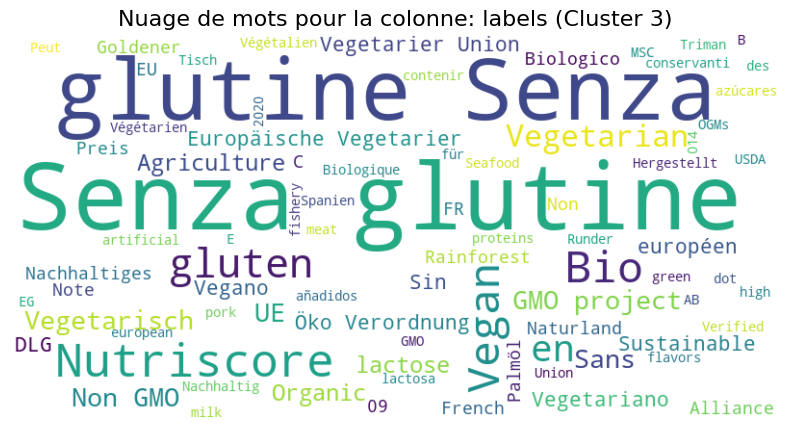 Nuage de mots pour la colonne: labels (Cluster 3)
Peut
Goldener
Végétalien
Vegetarier Union
Biologico
MSC
Triman
B
EU
Tisch
contenir
conservanti
des
glutine Senza
azúcares
2020
Végétarien
Europäische Vegetarier
Vegetarian
OGMs
014
Preis
Agriculture
C
Biologique
für
Seafood
Hergestellt
USDA
Senza glutine
fishery
Spanien
meat
FR
Non
artificial
E
proteins
Runder
européen
gluten
Rainforest
Bio
Nachhaltiges
Vegano
Sin
green
dot
Note
añadidos
high
EG
pork
UE
Vegan
GMO project
AB
Vegetarisch
Öko Verordnung
Naturland
european
Verified
DLG
GMO
en
Sustainable
Nutriscore
lactose
Palmöl
Sans
flavors
Union
Nachhaltig
lactosa
Non GMO
Organic
09
French
Vegetariano
Alliance
milk